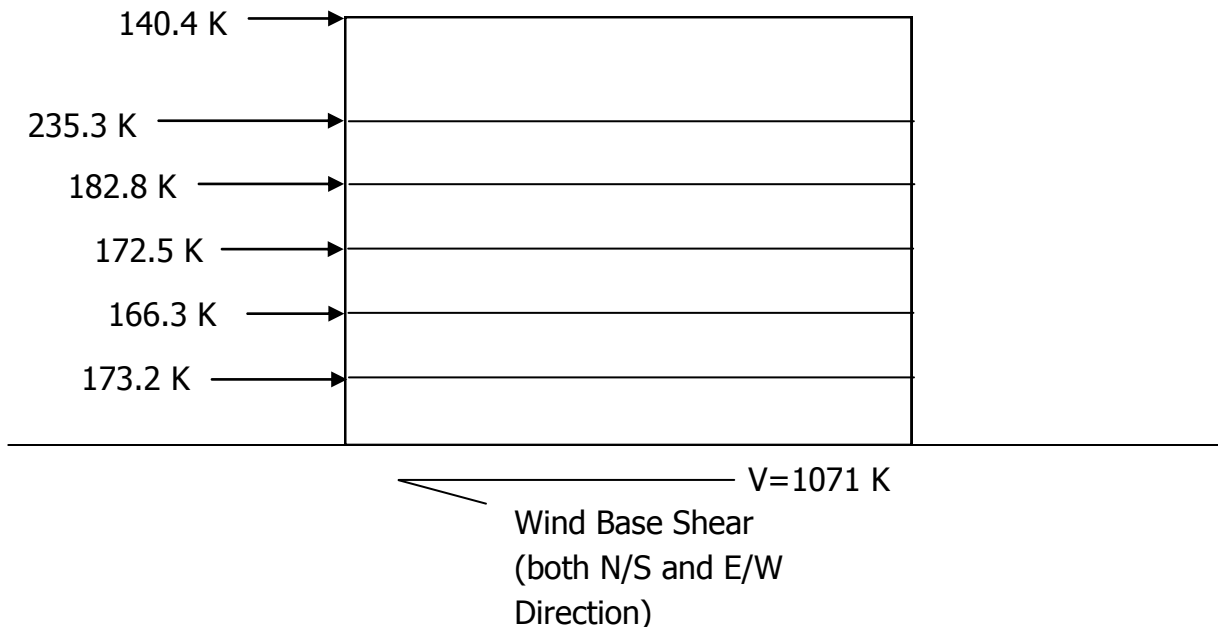 140.4 K
235.3 K
182.8 K
172.5 K
166.3 K
173.2 K
V=1071 K
Wind Base Shear
(both N/S and E/W
Direction)